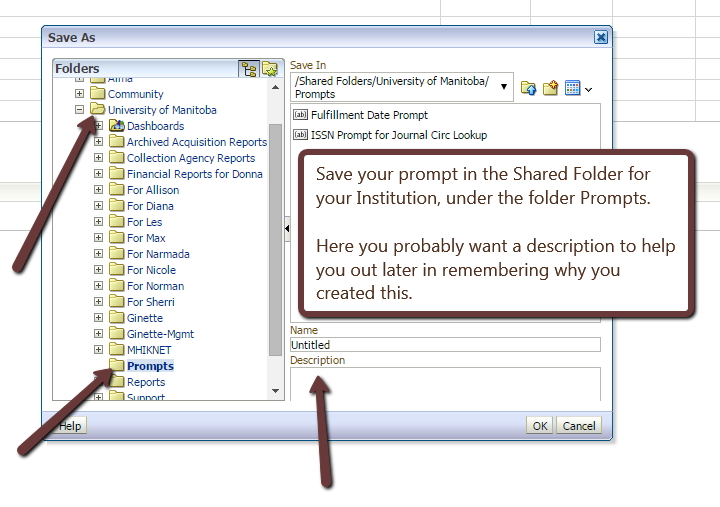 Save As
Folders
Alma
Community
University of Manitoba
Dashboards
Archived Acquisition Reports
Collection Agency Reports
Financial Reports for Donna
For Allison
For Diana
For Les
For Max
For Narmada
For Nicole
For Norman
For Sherri
Ginette
Ginette-Mgmt
MHIKNET
Prompts
Reports
Support
Save In
/Shared Folders/University of Manitoba/
Prompts
Fulfillment Date Prompt
ISSN Prompt for Journal Circ Lookup
Save your prompt in the Shared Folder for
your Institution, under the folder Prompts.
Here you probably want a description to help
you out later in remembering why you
created this.
Name
Untitled
Description
Help
OK
Cancel